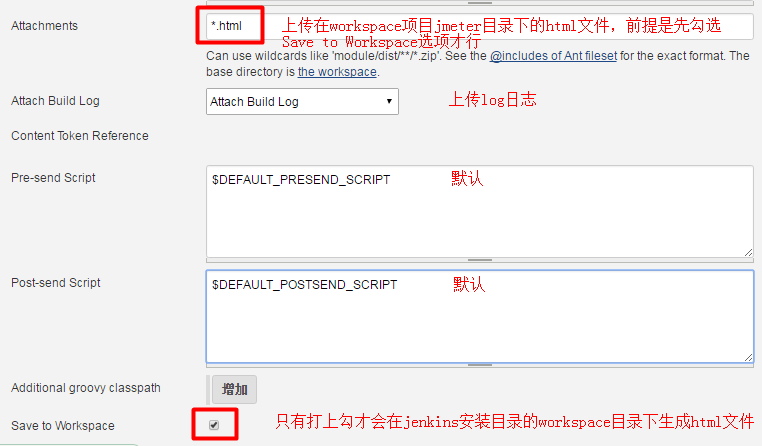 Attachments
*.html
上传在workspace项目jmeter目录下的html文件，前提是先勾选
Save to Workspace选项才行
Can use wildcards like 'module/dist/**/*.zip'. See the @includes of Ant fileset for the exact format. The
base directory is the workspace.
Attach Build Log
Attach Build Log
上传log日志
Content Token Reference
Pre-send Script
$DEFAULT_PRESEND_SCRIPT
默认
Post-send Script
$DEFAULT_POSTSEND_SCRIPT
默认
Additional groovy classpath
增加
Save to Workspace
只有打上勾才会在jenkins安装目录的workspace目录下生成html文件